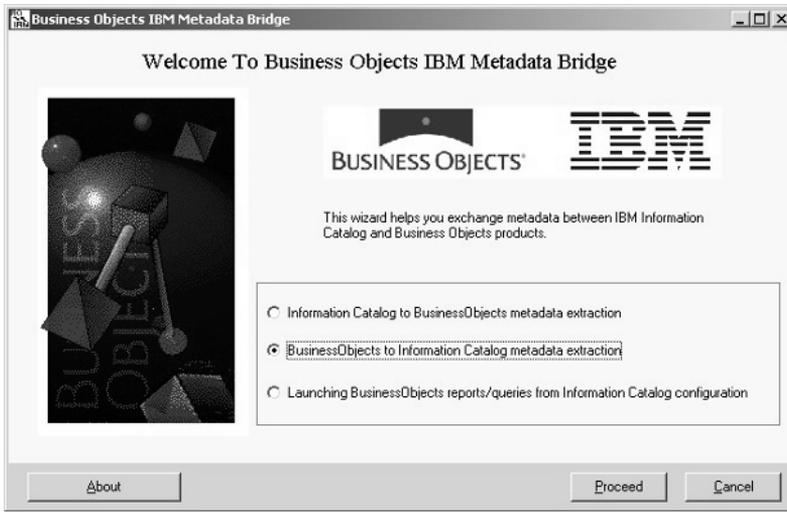 Business Objects IBM Metadata Bridge
Welcome To Business Objects IBM Metadata Bridge
BUSINESS OBJECTS
BUSINESS OBJECTS
IBM
This wizard helps you exchange metadata between IBM Information
Catalog and Business Objects products.
Information Catalog to BusinessObjects metadata extraction
BusinessObjects to Information Catalog metadata extraction
Launching BusinessObjects reports/queries from Information Catalog configuration
About
Proceed
Cancel